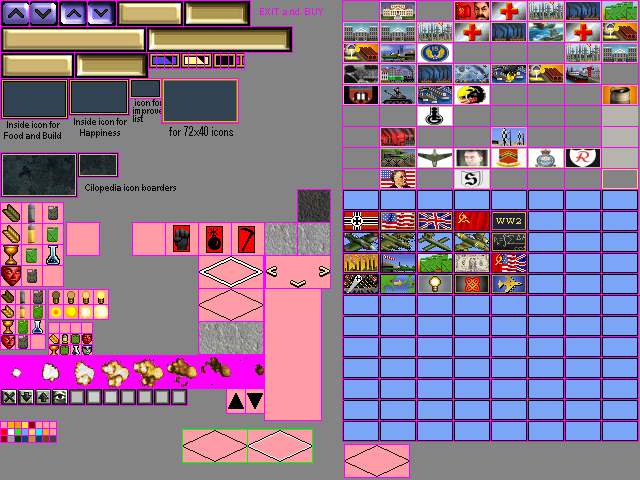 EXIT and BUY
Inside icon for
Food and Build
Inside icon for
Happiness
icon for
improve
list
for 72x40 icons
Cilopedia icon boarders
R
S
WW2